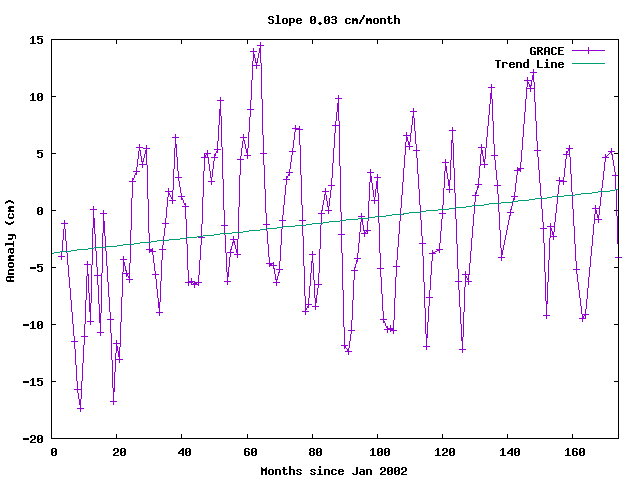 Slope 0.03 cm/month
GRACE
Trend Line
15
10
5
0
-5
-10
-15
-20
Anomaly (cm)
0 20 40 60 80 100 120 140 160
Months since Jan 2002